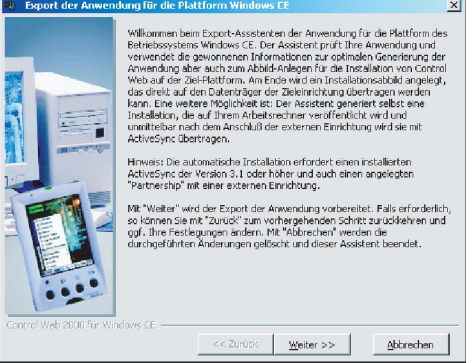 Export der Anwendung für die Plattform Windows CE
Willkommen beim Export-Assistenten der Anwendung für die Plattform des
Betriebssystems Windows CE. Der Assistent prüft Ihre Anwendung und
verwendet die gewonnenen Informationen zur optimalen Generierung der
Anwendung aber auch zum Abbild-Anlegen für die Installation von Control
Web auf der Ziel-Plattform. Am Ende wird ein Installationsabbild angelegt,
das direkt auf den Datenträger der Zieleinrichtung übertragen werden
kann. Eine weitere Möglichkeit ist: Der Assistent generiert selbst eine
Installation, die auf Ihrem Arbeitsrechner veröffentlicht wird und
unmittelbar nach dem Anschluß der externen Einrichtung wird sie mit
ActiveSync übertragen.
Hinweis: Die automatische Installation erfordert einen installierten
ActiveSync der Version 3.1 oder höher und auch einen angelegten
"Partnership" mit einer externen Einrichtung.
Mit "Weiter" wird der Export der Anwendung vorbereitet. Falls erforderlich,
so können Sie mit "Zurück" zum vorhergehenden Schritt zurückkehren und
ggf. Ihre Festlegungen ändern. Mit "Abbrechen" werden die
durchgeführten Änderungen gelöscht und dieser Assistent beendet.
Control Web 2000 für Windows CE
<< Zurück
Weiter >>
Abbrechen